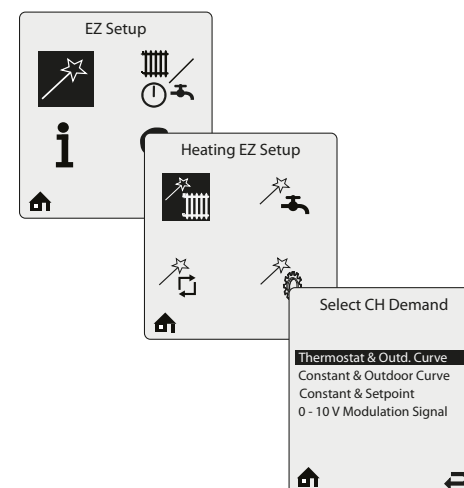 EZ Setup
Heating EZ Setup
Select CH Demand
Thermostat & Outd. Curve
Constant & Outdoor Curve
Constant & Setpoint
0 - 10 V Modulation Signal